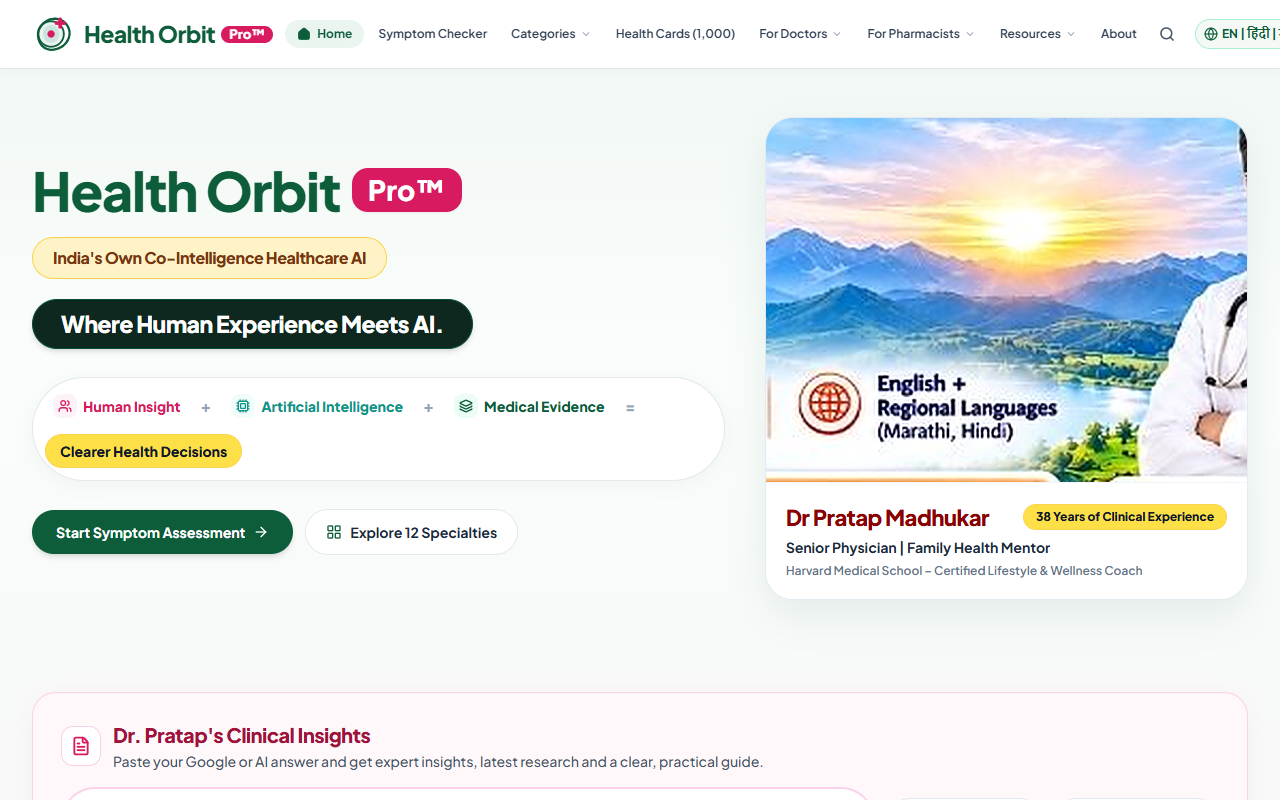 Health Orbit Pro™
Home
Symptom Checker
Categories
Health Cards (1,000)
For Doctors
For Pharmacists
Resources
About
EN | हिंदी |
Health Orbit Pro™
India's Own Co-Intelligence Healthcare AI
Where Human Experience Meets AI.
Human Insight + Artificial Intelligence + Medical Evidence =
Clearer Health Decisions
Start Symptom Assessment
Explore 12 Specialties
English +
Regional Languages
(Marathi, Hindi)
Dr Pratap Madhukar
38 Years of Clinical Experience
Senior Physician | Family Health Mentor
Harvard Medical School – Certified Lifestyle & Wellness Coach
Dr. Pratap's Clinical Insights
Paste your Google or AI answer and get expert insights, latest research and a clear, practical guide.